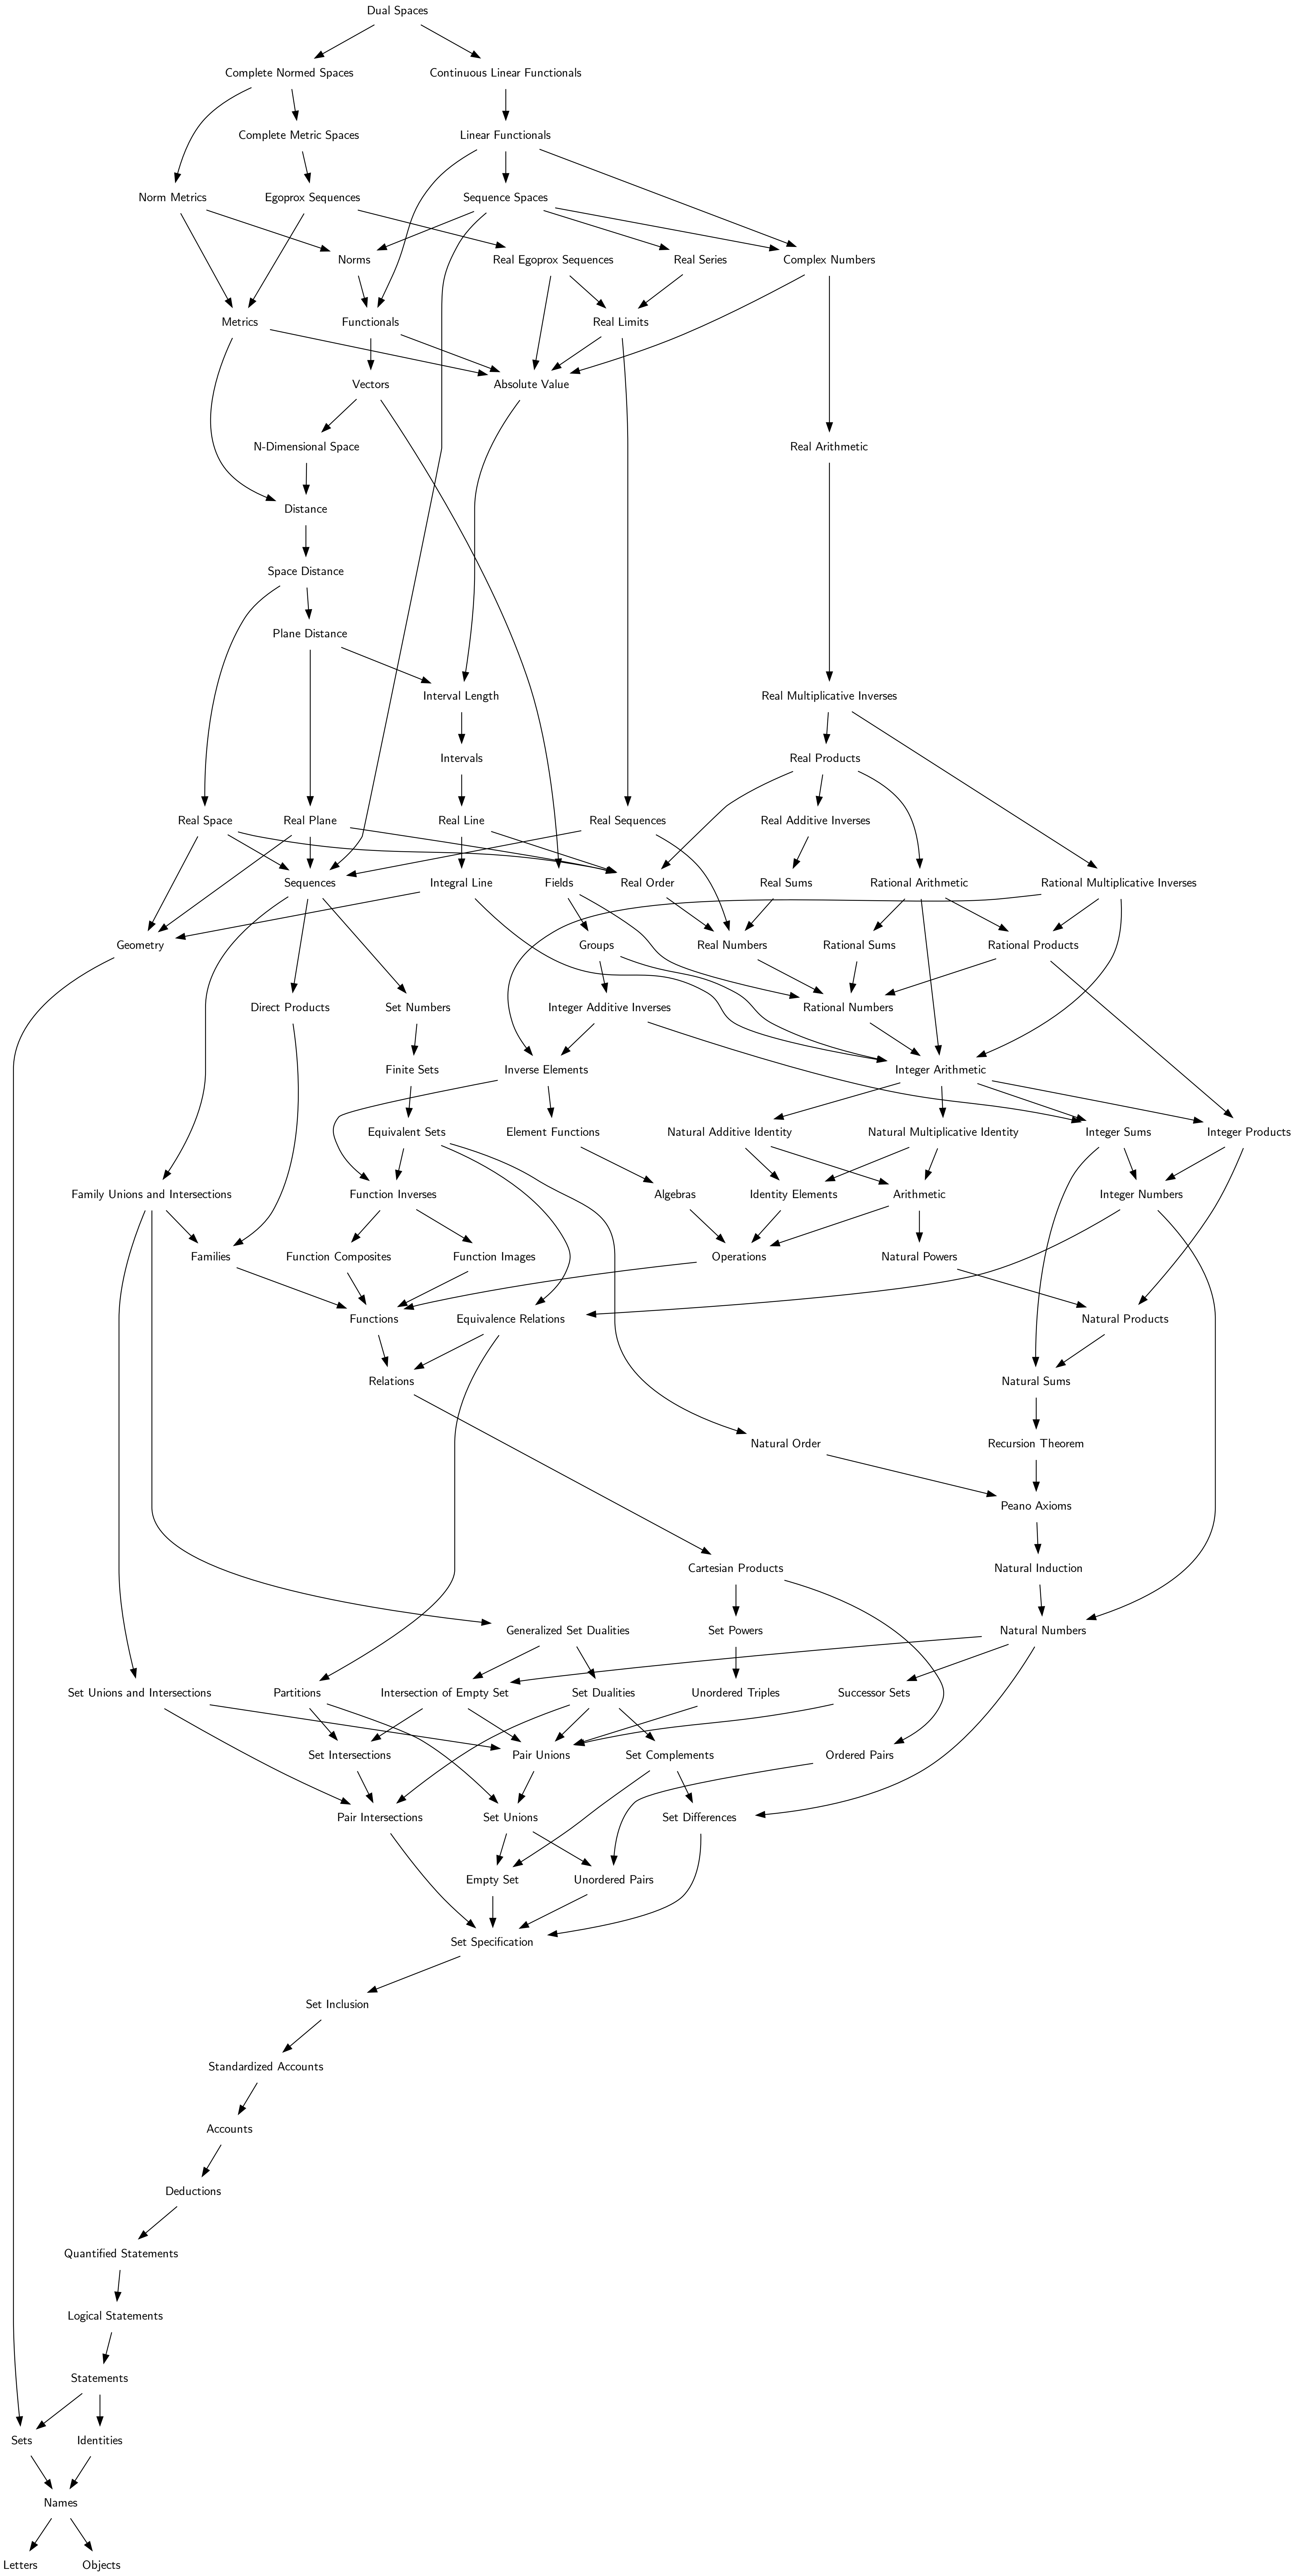 Dual Spaces
Complete Normed Spaces
Continuous Linear Functionals
Complete Metric Spaces
Linear Functionals
Norm Metrics
Egoprox Sequences
Sequence Spaces
Norms
Real Egoprox Sequences
Real Series
Complex Numbers
Metrics
Functionals
Real Limits
Vectors
Absolute Value
N-Dimensional Space
Real Arithmetic
Distance
Space Distance
Plane Distance
Interval Length
Real Multiplicative Inverses
Intervals
Real Products
Real Space
Real Plane
Real Line
Real Sequences
Real Additive Inverses
Sequences
Integral Line
Fields
Real Order
Real Sums
Rational Arithmetic
Rational Multiplicative Inverses
Geometry
Groups
Real Numbers
Rational Sums
Rational Products
Direct Products
Set Numbers
Integer Additive Inverses
Rational Numbers
Finite Sets
Inverse Elements
Integer Arithmetic
Equivalent Sets
Element Functions
Natural Additive Identity
Natural Multiplicative Identity
Integer Sums
Integer Products
Family Unions and Intersections
Function Inverses
Algebras
Identity Elements
Arithmetic
Integer Numbers
Families
Function Composites
Function Images
Operations
Natural Powers
Functions
Equivalence Relations
Natural Products
Relations
Natural Sums
Natural Order
Recursion Theorem
Peano Axioms
Cartesian Products
Natural Induction
Generalized Set Dualities
Set Powers
Natural Numbers
Set Unions and Intersections
Partitions
Intersection of Empty Set
Set Dualities
Unordered Triples
Successor Sets
Set Intersections
Pair Unions
Set Complements
Ordered Pairs
Pair Intersections
Set Unions
Set Differences
Empty Set
Unordered Pairs
Set Specification
Set Inclusion
Standardized Accounts
Accounts
Deductions
Quantified Statements
Logical Statements
Statements
Sets
Identities
Names
Letters
Objects